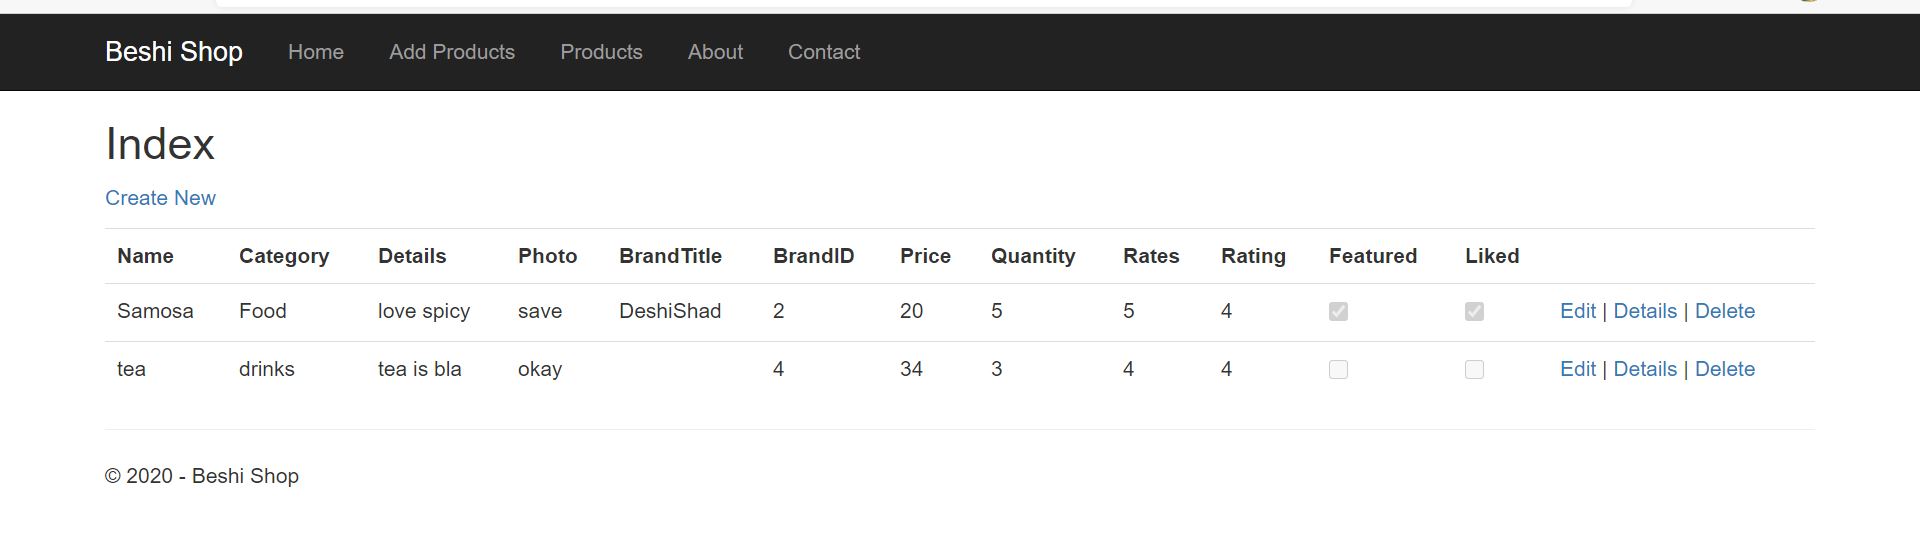 Beshi Shop Home Add Products Products About Contact
Index
Create New
Name Category Details Photo BrandTitle BrandID Price Quantity Rates Rating Featured Liked
Samosa Food love spicy save DeshiShad 2 20 5 5 4 Edit | Details | Delete
tea drinks tea is bla okay 4 34 3 4 4 Edit | Details | Delete
© 2020 - Beshi Shop